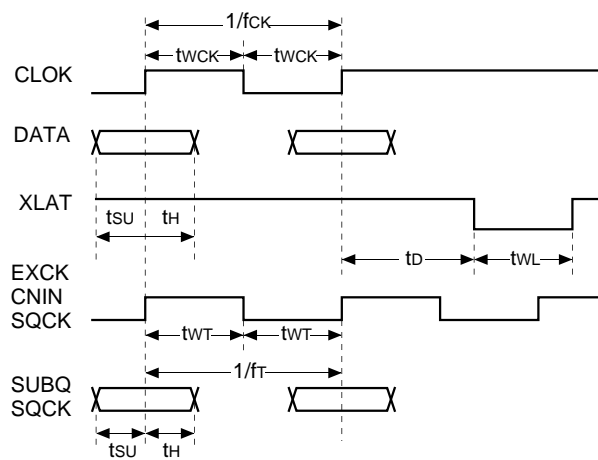 1/fCK
tWCK tWCK
CLOK
DATA
XLAT
tSU tH
tD tWL
EXCK
CNIN
SQCK
tWT tWT
1/fT
SUBQ
SQCK
tSU tH